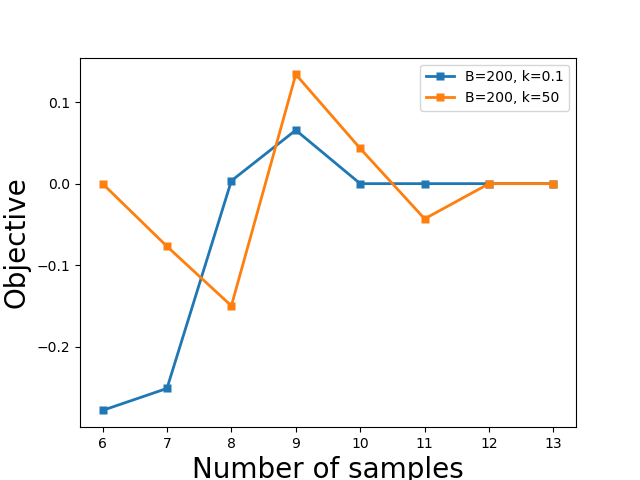 B=200, k=0.1
B=200, k=50
Objective
0.1
0.0
−0.1
−0.2
6 7 8 9 10 11 12 13
Number of samples